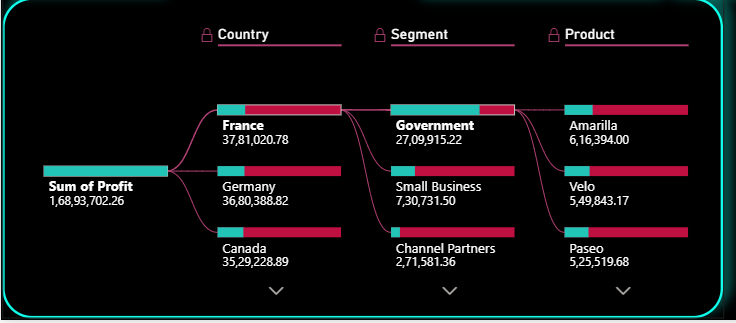 Country
Segment
Product
France
37,81,020.78
Government
27,09,915.22
Amarilla
6,16,394.00
Sum of Profit
1,68,93,702.26
Germany
36,80,388.82
Small Business
7,30,731.50
Velo
5,49,843.17
Canada
35,29,228.89
Channel Partners
2,71,581.36
Paseo
5,25,519.68